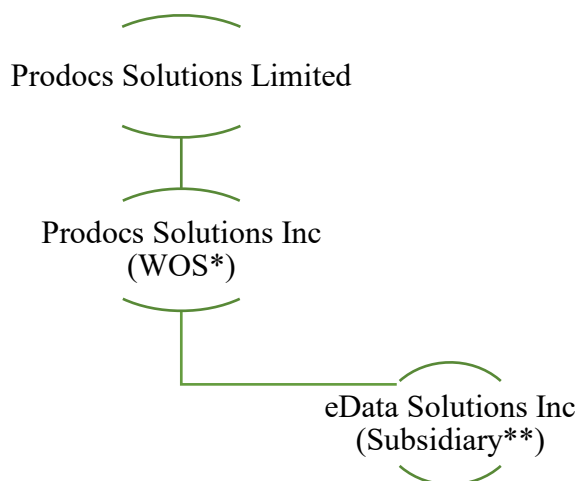 Prodocs Solutions Limited
Prodocs Solutions Inc
(WOS*)
eData Solutions Inc
(Subsidiary**)